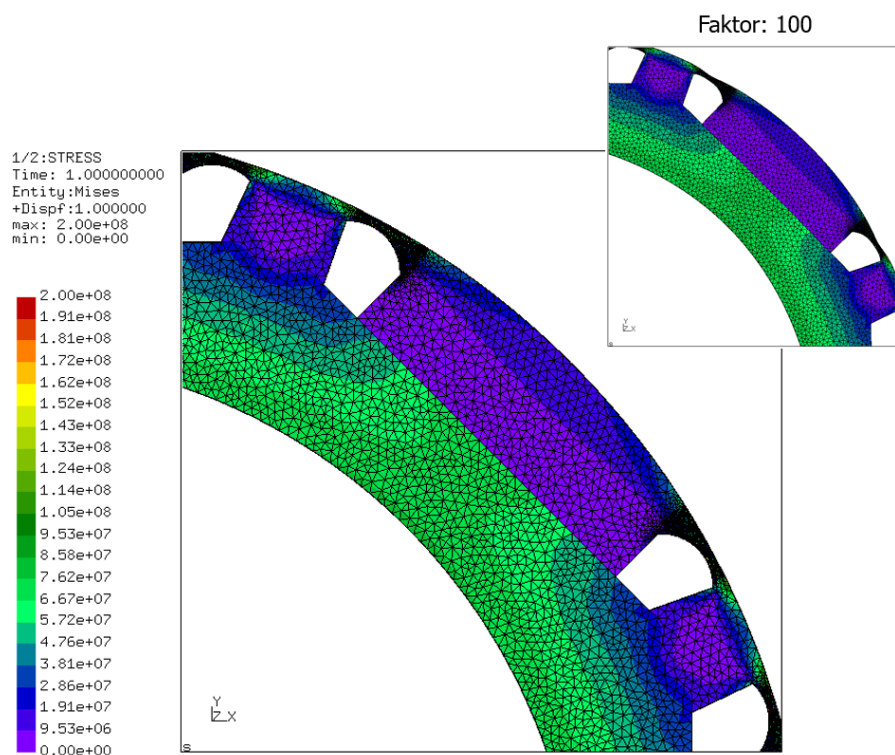 Faktor: 100
1/2:STRESS
Time: 1.000000000
Entity:Mises
+Dispf:1.000000
max: 2.00e+08
min: 0.00e+00
2.00e+08
1.91e+08
1.81e+08
1.72e+08
1.62e+08
1.52e+08
1.43e+08
1.33e+08
1.24e+08
1.14e+08
1.05e+08
9.53e+07
8.58e+07
7.62e+07
6.67e+07
5.72e+07
4.76e+07
3.81e+07
2.86e+07
1.91e+07
9.53e+06
0.00e+00
Y
Z X
Y
Z X
s